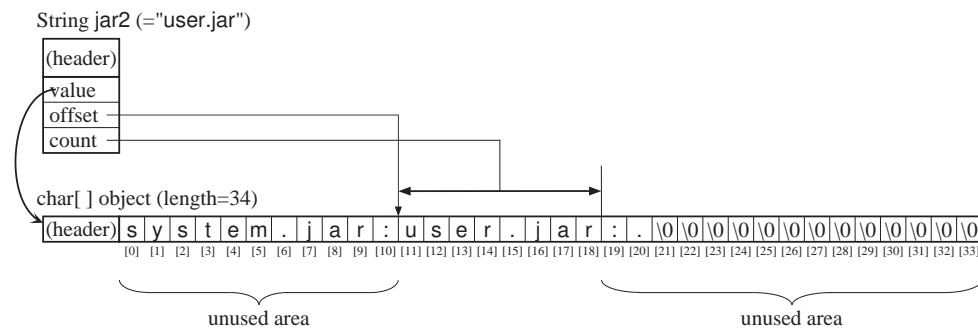 String jar2 (="user.jar")
(header)
value
offset
count
char[ ] object (length=34)
(header) s y s t e m . j a r : u s e r . j a r : . \0 \0 \0 \0 \0 \0 \0 \0 \0 \0 \0 \0 \0
[0] [1] [2] [3] [4] [5] [6] [7] [8] [9] [10] [11] [12] [13] [14] [15] [16] [17] [18] [19] [20] [21] [22] [23] [24] [25] [26] [27] [28] [29] [30] [31] [32] [33]
unused area unused area